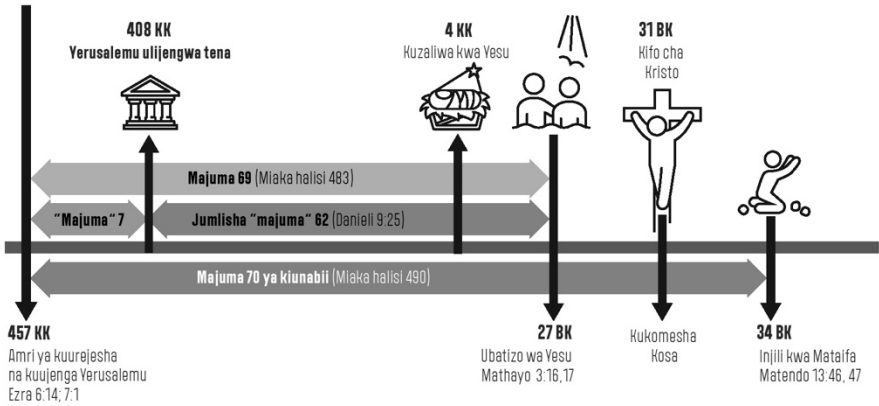 408 KK
Yerusalemu ulijengwa tena
4 KK
Kuzaliwa kwa Yesu
31 BK
Kifo cha
Kristo
Majuma 69 (Miaka halisi 483)
"Majuma" 7
Jumlisha "majuma" 62 (Danieli 9:25)
Majuma 70 ya kiunabii (Miaka halisi 490)
457 KK
Amri ya kuurejesha
na kuujenga Yerusalemu
Ezra 6:14; 7:1
27 BK
Ubatizo wa Yesu
Mathayo 3:16,17
Kukomesha
Kosa
34 BK
Injili kwa Mataifa
Matendo 13:46, 47